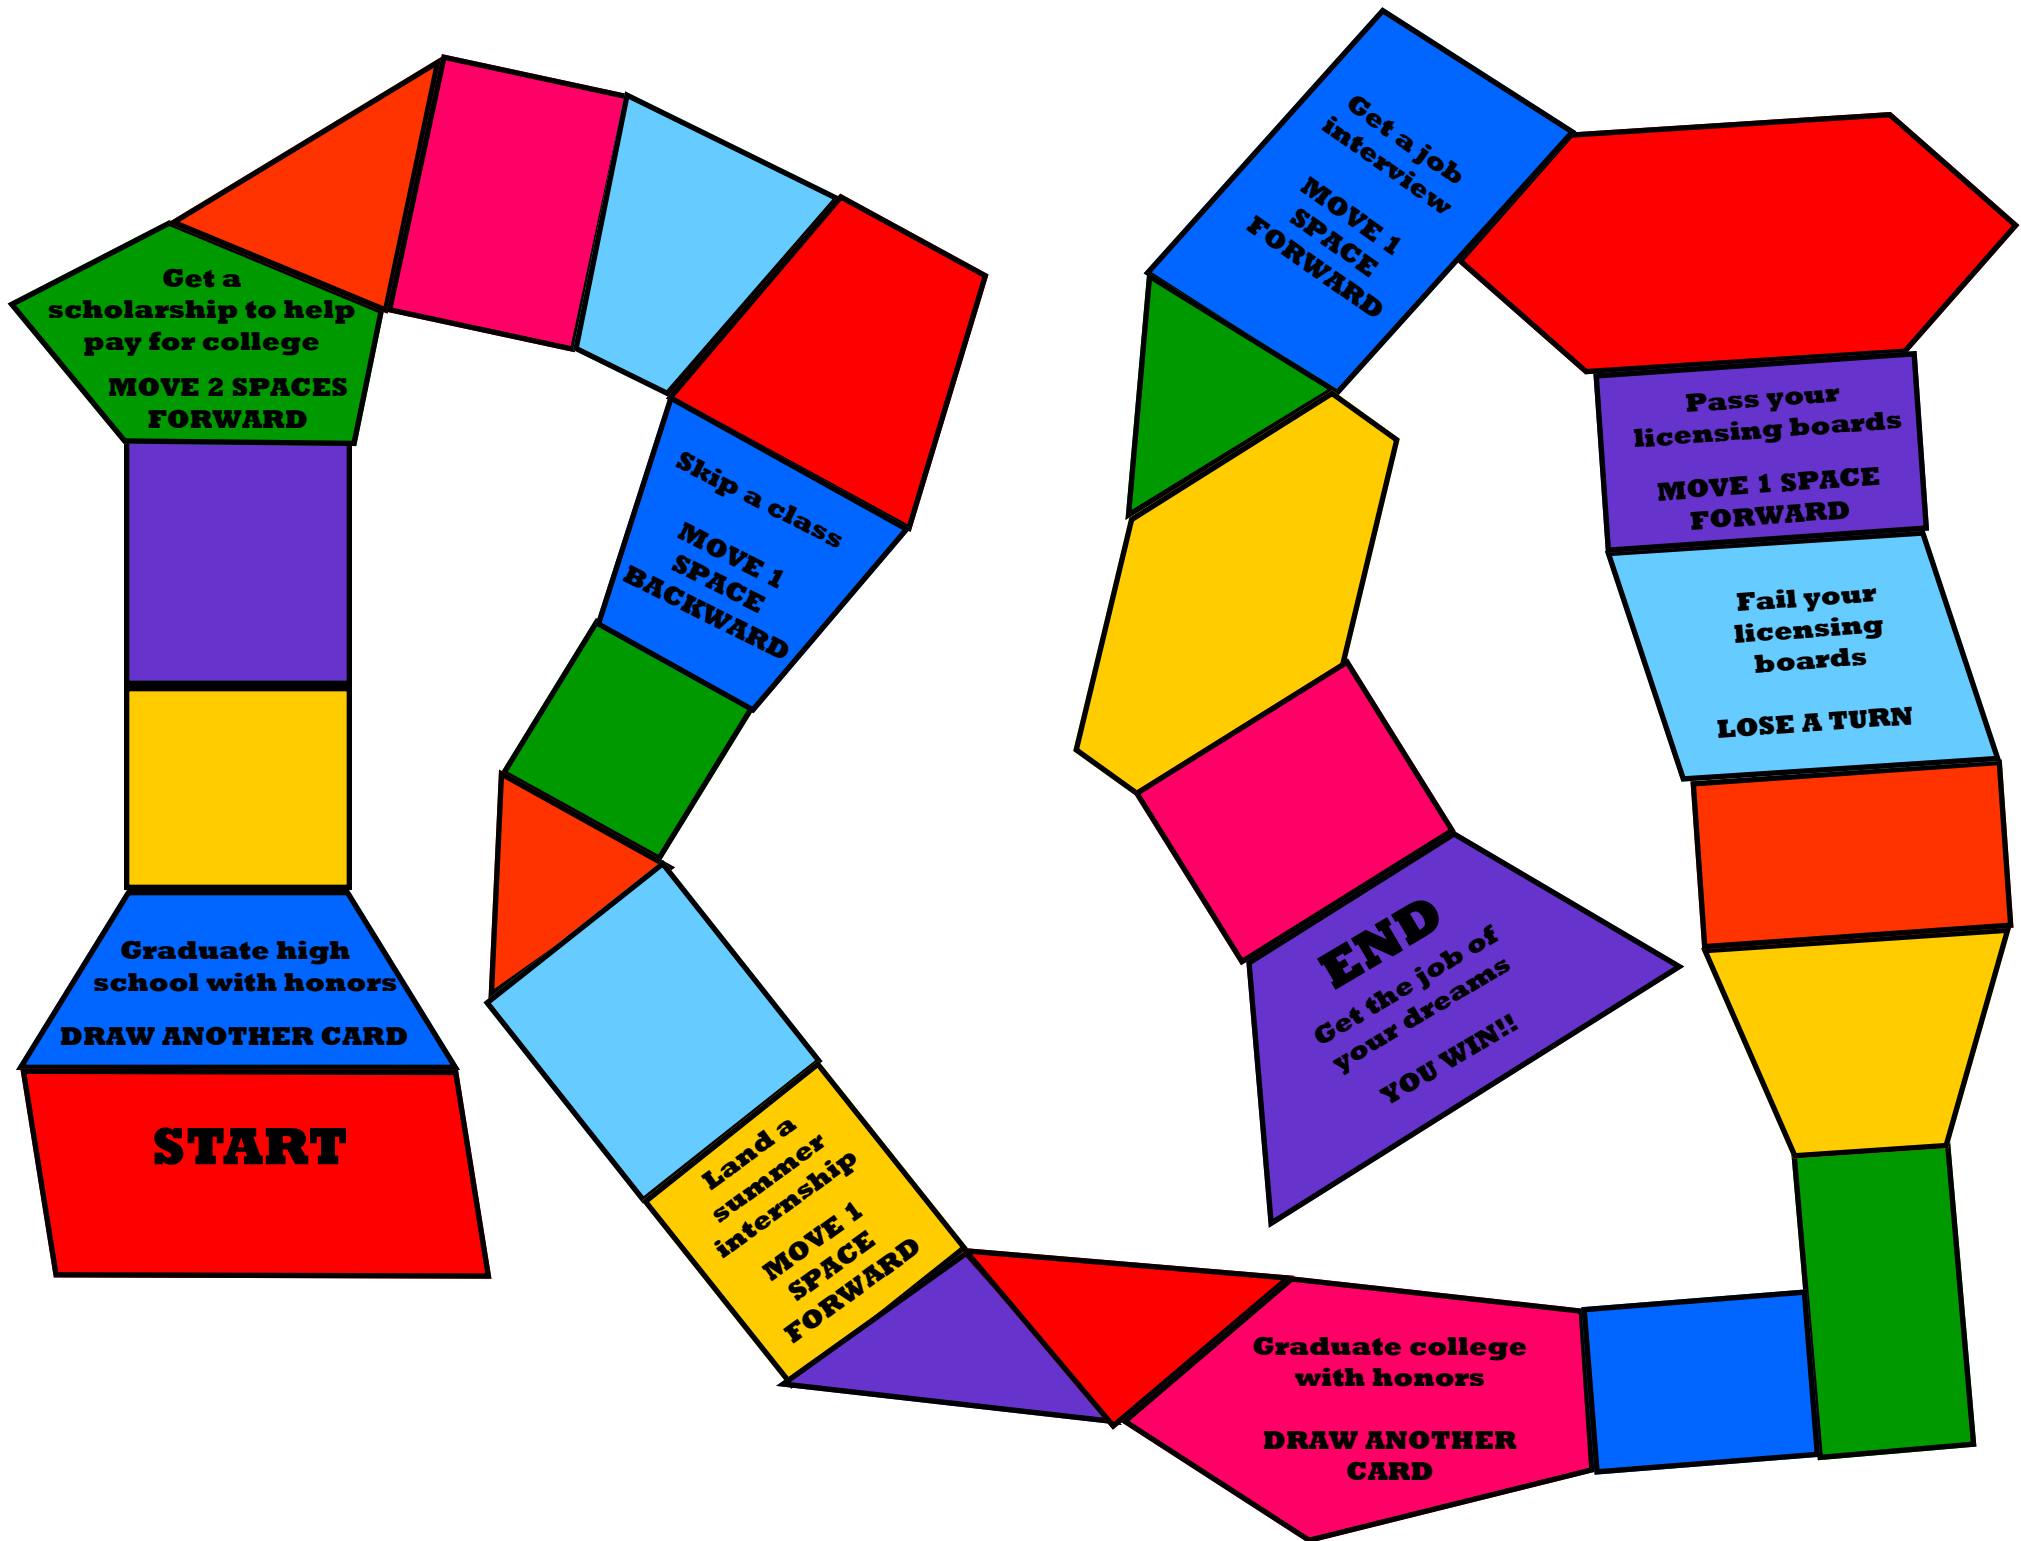 START
Graduate high
school with honors
DRAW ANOTHER CARD
Get a
scholarship to help
pay for college
MOVE 2 SPACES
FORWARD
Skip a class
MOVE 1
SPACE
BACKWARD
Land a
summer
internship
MOVE 1
SPACE
FORWARD
Graduate college
with honors
DRAW ANOTHER
CARD
Fail your
licensing
boards
LOSE A TURN
Pass your
licensing boards
MOVE 1 SPACE
FORWARD
Get a job
interview
MOVE 1
SPACE
FORWARD
END
Get the job of
your dreams
YOU WIN!!